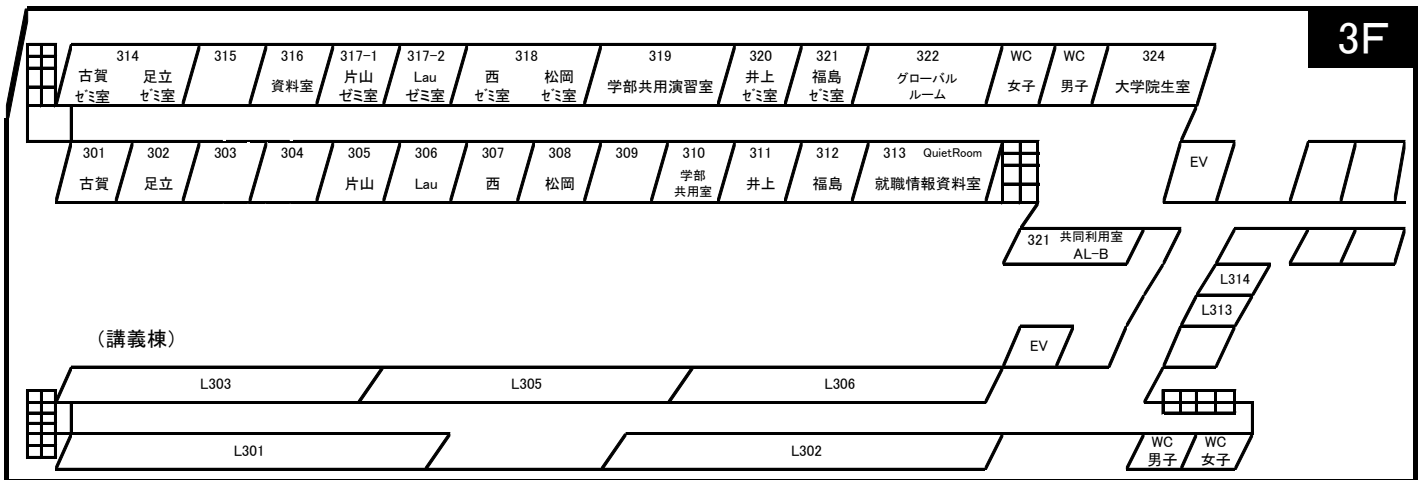 3F
314
古賀
ゼミ室
足立
ゼミ室
315
316
資料室
317-1
片山
ゼミ室
317-2
Lau
ゼミ室
318
西
ゼミ室
松岡
ゼミ室
319
学部共用演習室
320
井上
ゼミ室
321
福島
ゼミ室
322
グローバル
ルーム
WC
女子
WC
男子
324
大学院生室
301
古賀
302
足立
303
304
305
片山
306
Lau
307
西
308
松岡
309
310
学部
共用室
311
井上
312
福島
313 QuietRoom
就職情報資料室
EV
321 共同利用室
AL-B
L314
L313
(講義棟)
EV
L303
L305
L306
L301
L302
WC
男子
WC
女子